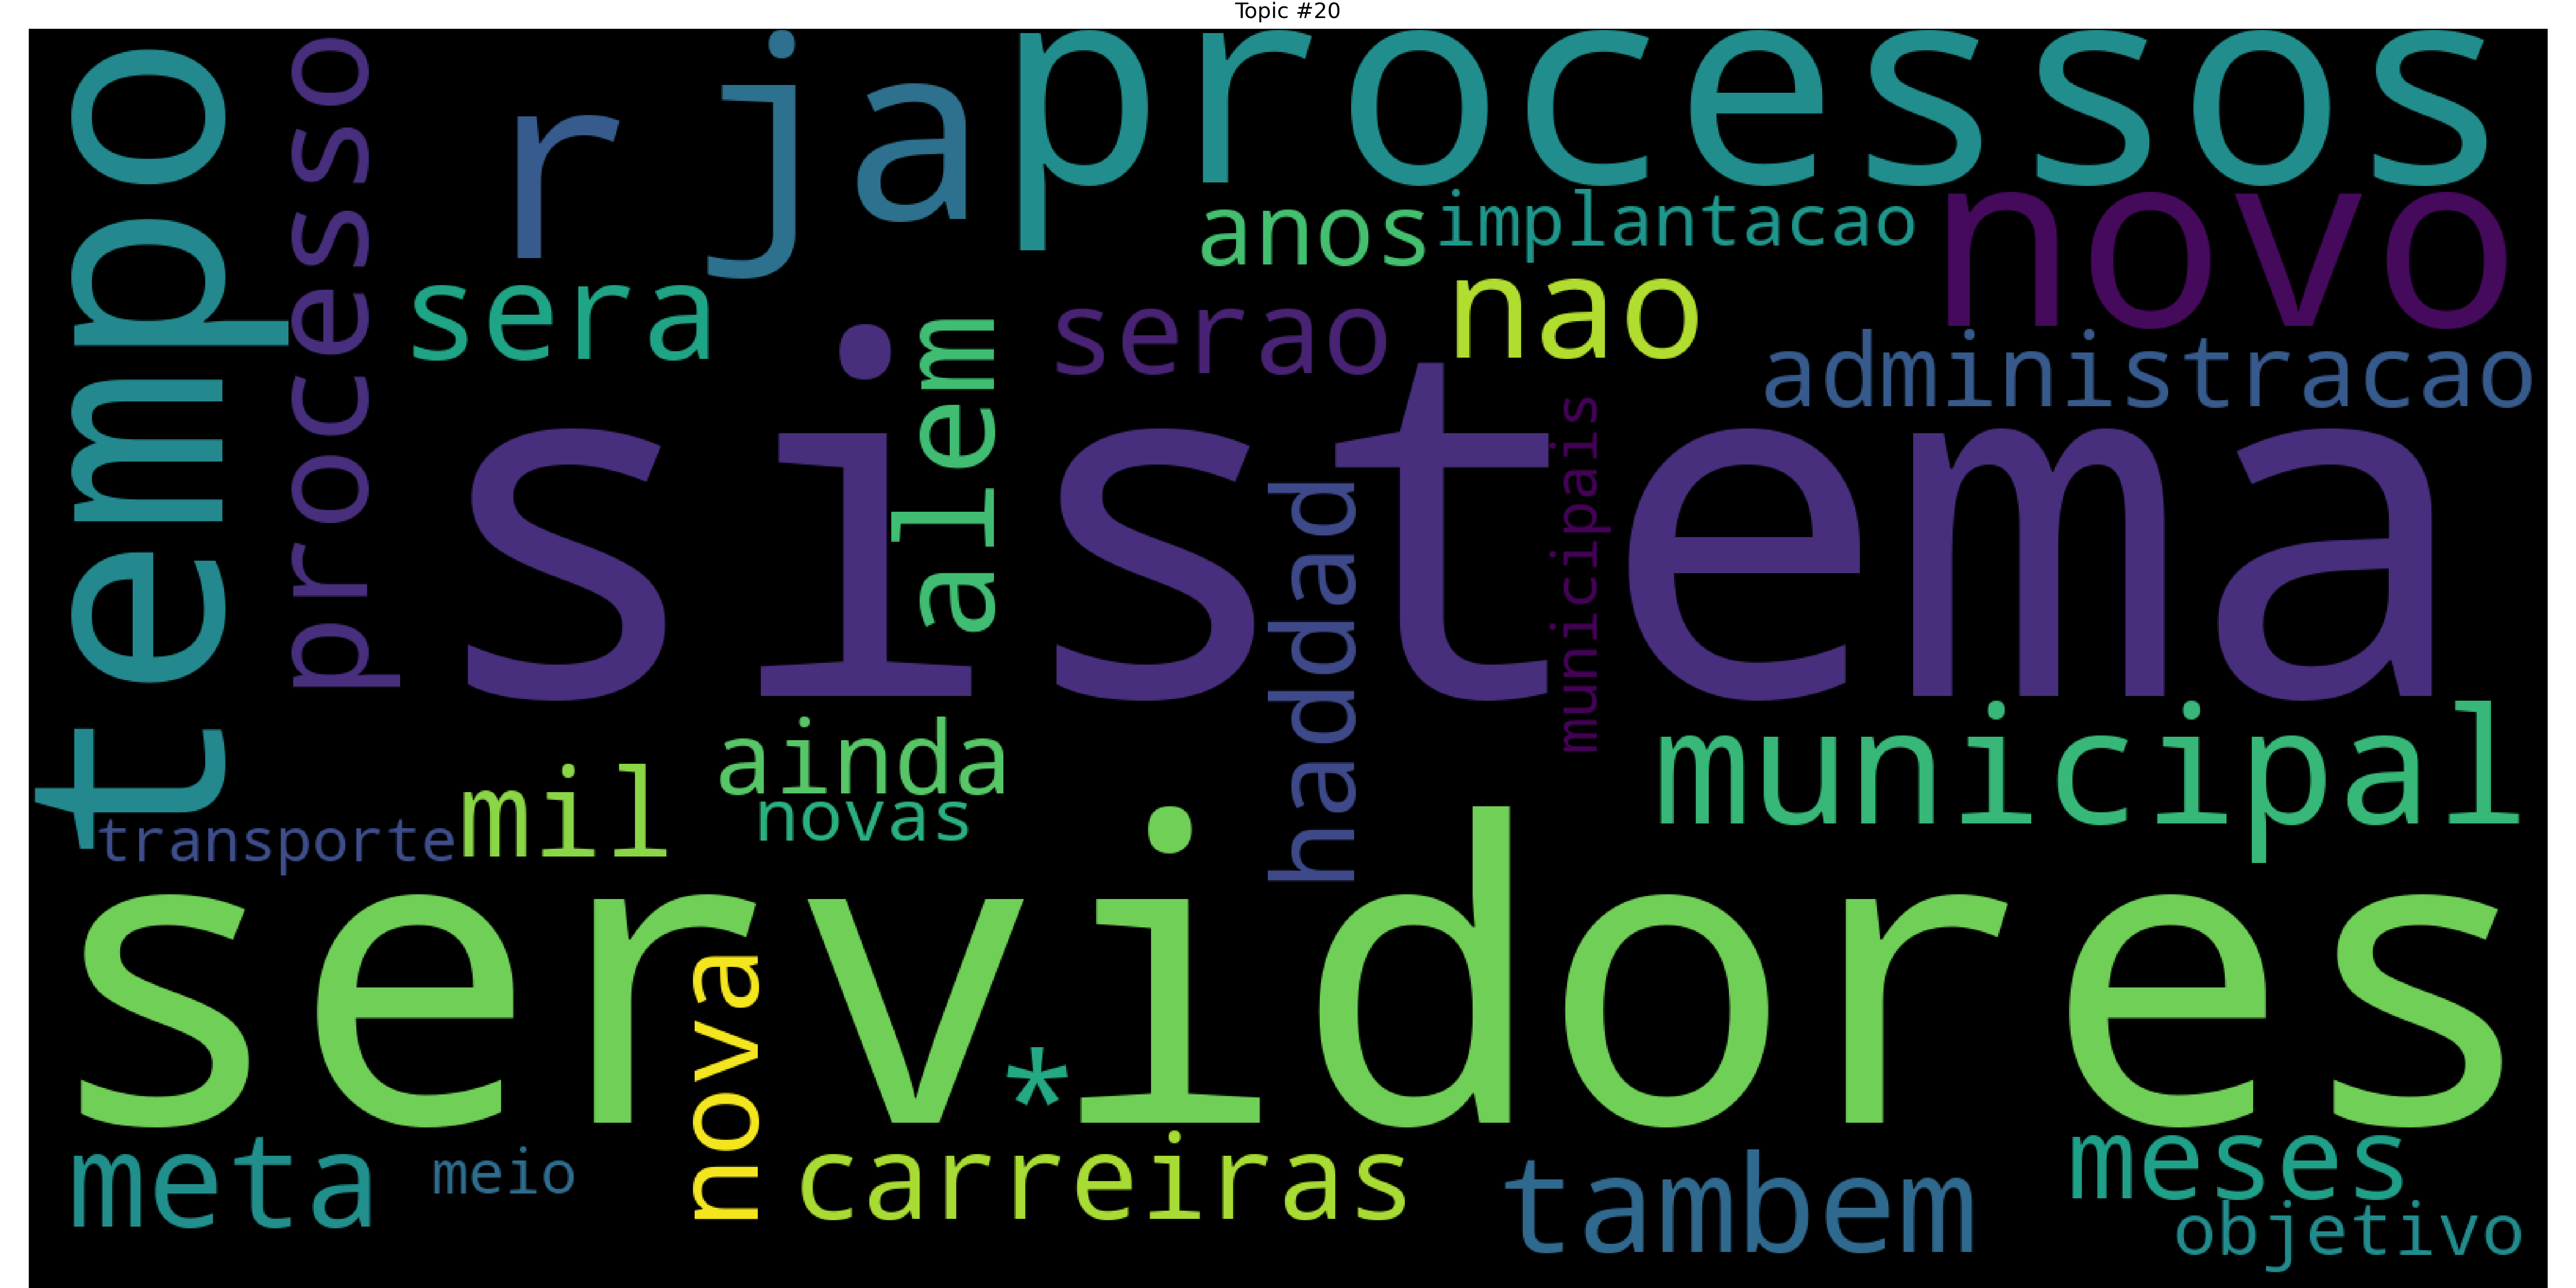 Topic #20
tempo
processo
r
ja
processos
anos
implantacao
novo
sera
alem
serao
nao
administracao
sistema
haddad
municipais
ainda
novas
mil
transporte
municipal
servidores
nova
*
meta
meio
carreiras
tambem
meses
objetivo